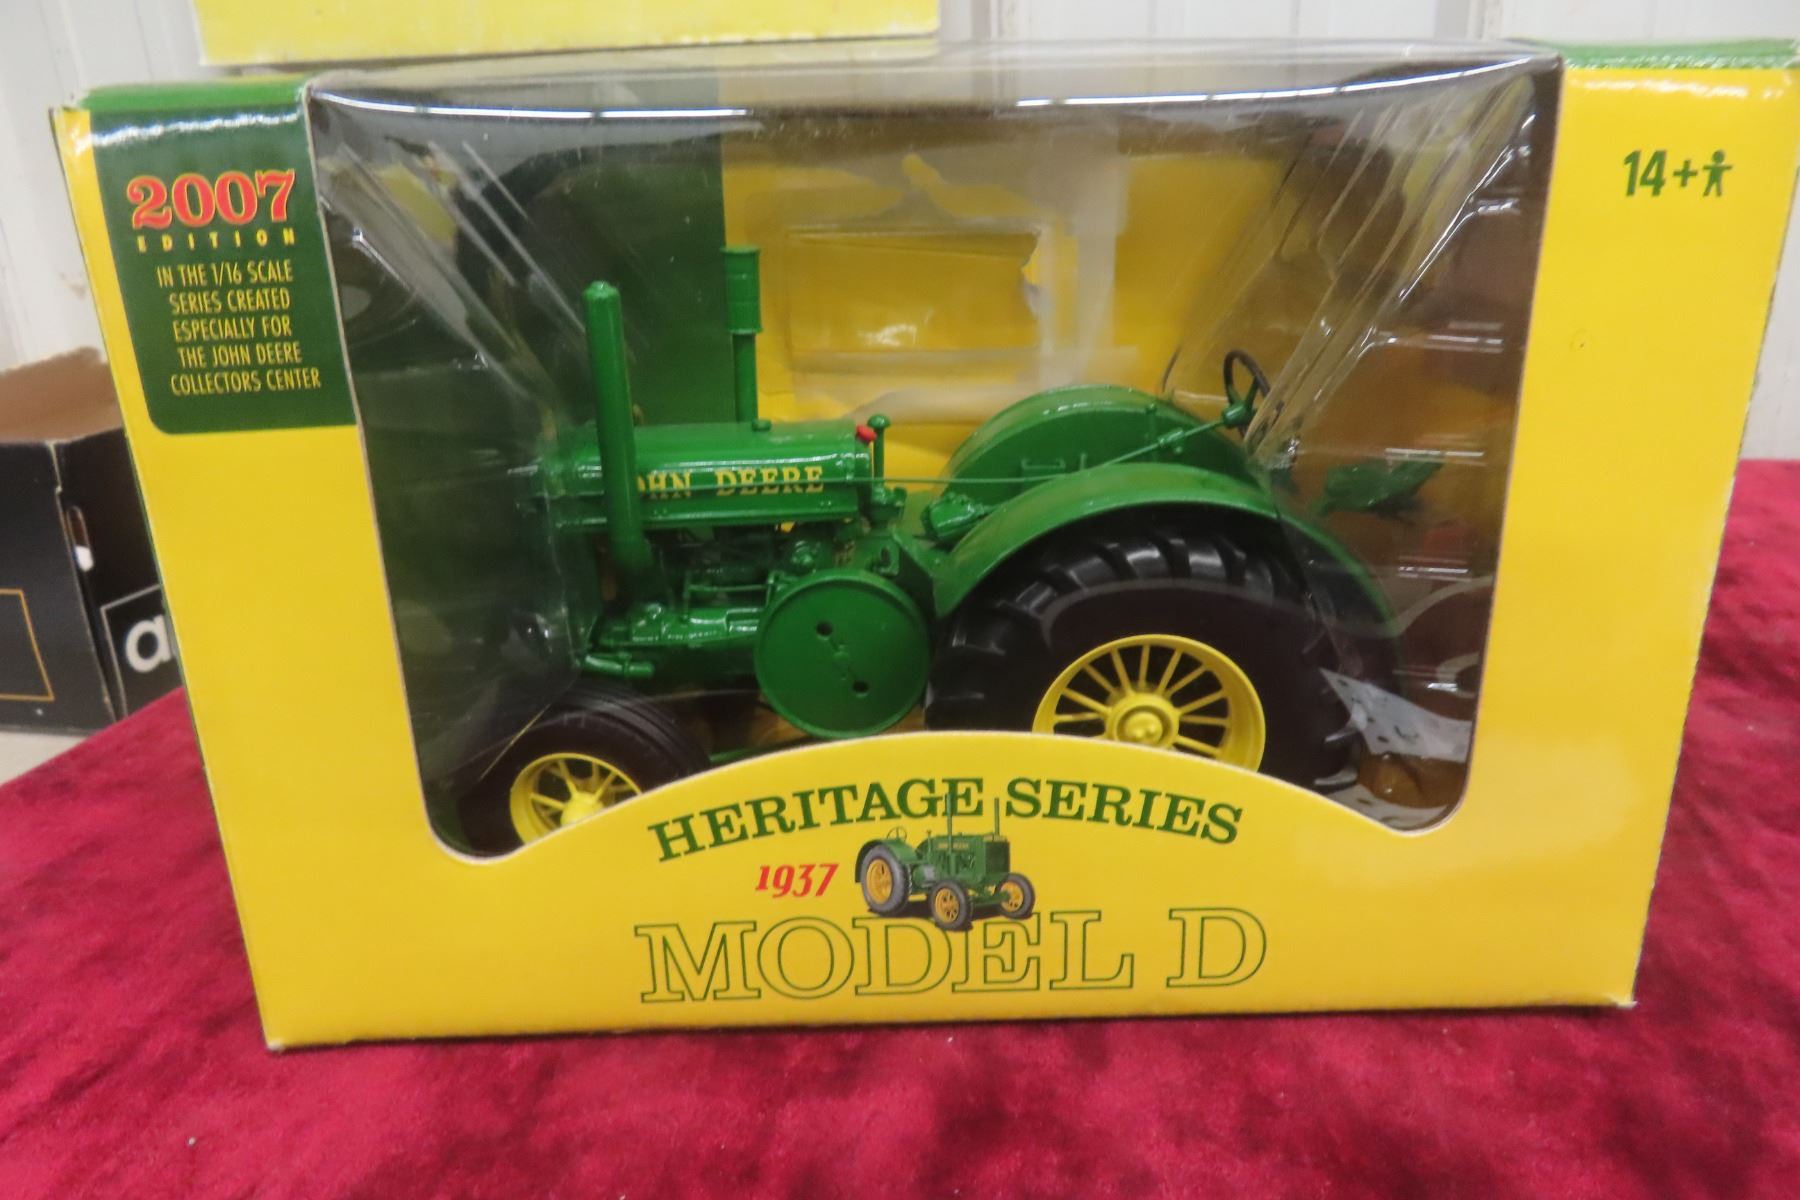 2007
EDITION
IN THE 1/16 SCALE
SERIES CREATED
ESPECIALLY FOR
THE JOHN DEERE
COLLECTORS CENTER
14+
OHN DEERE
HERITAGE SERIES
1937
MODEL D
a